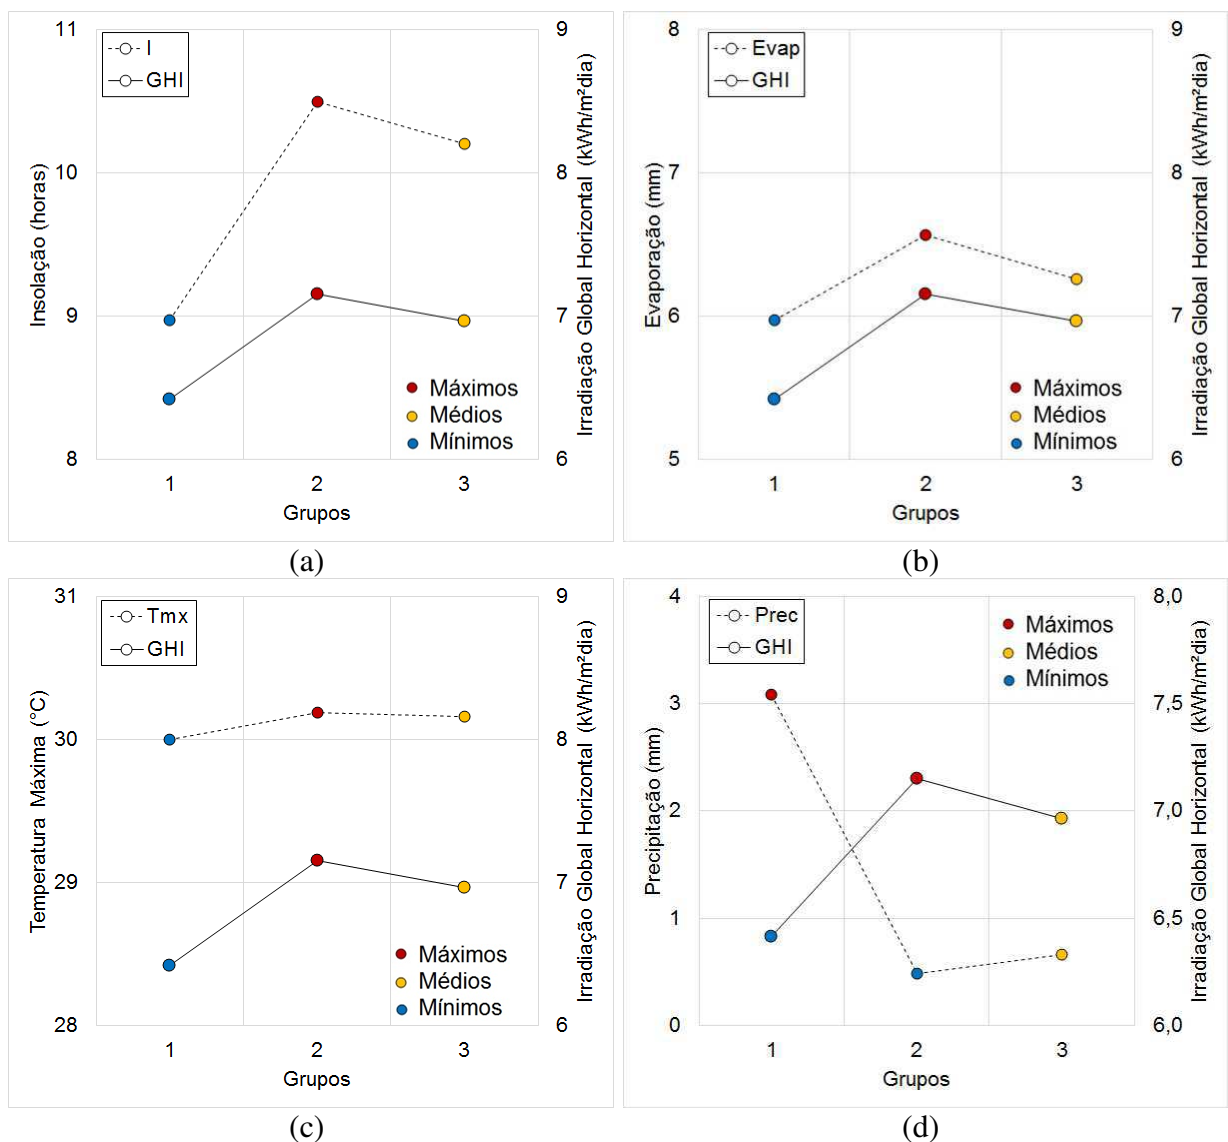 11
10
9
8
I
GHI
9
8
7
6
Insolação (horas)
Irradiação Global Horizontal (kWh/m²dia)
Máximos
Médios
Mínimos
1 2 3
Grupos
(a)
8
7
6
5
Evap
GHI
9
8
7
6
Evaporação (mm)
Irradiação Global Horizontal (kWh/m²dia)
Máximos
Médios
Mínimos
1 2 3
Grupos
(b)
31
30
29
28
Tmx
GHI
9
8
7
6
Temperatura Máxima (°C)
Irradiação Global Horizontal (kWh/m²dia)
Máximos
Médios
Mínimos
1 2 3
Grupos
(c)
4
3
2
1
0
Prec
GHI
8,0
7,5
7,0
6,5
6,0
Precipitação (mm)
Irradiação Global Horizontal (kWh/m²dia)
Máximos
Médios
Mínimos
1 2 3
Grupos
(d)